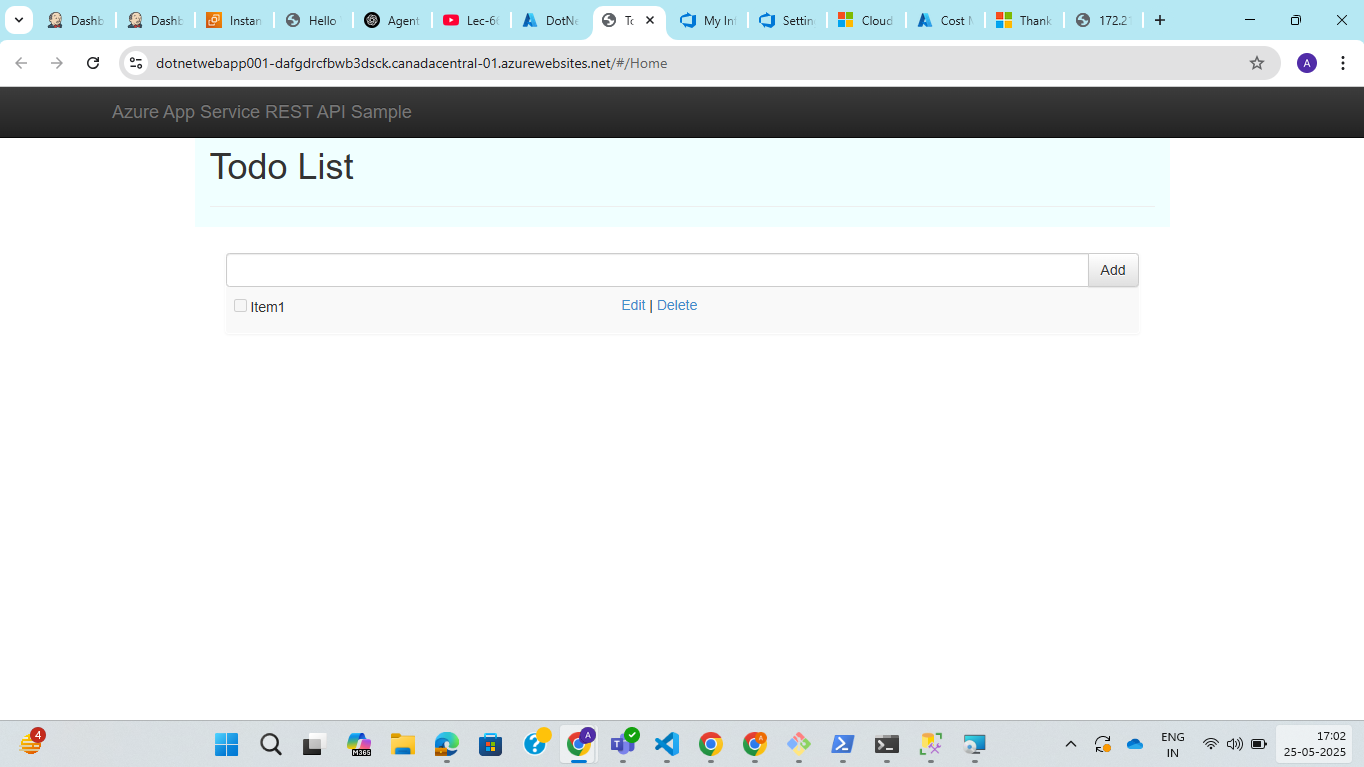 Dashb
Dashb
Instan
Hello
Agent
Lec-6
DotNe
To
My Int
Settin
Cloud
Cost M
Thank
172.2
dotnetwebapp001-dafgdrcfbwb3dsck.canadacentral-01.azurewebsites.net/#/Home
A
Azure App Service REST API Sample
Todo List
Add
Item1
Edit | Delete
4
M365
A
A
ENG
IN
17:02
25-05-2025